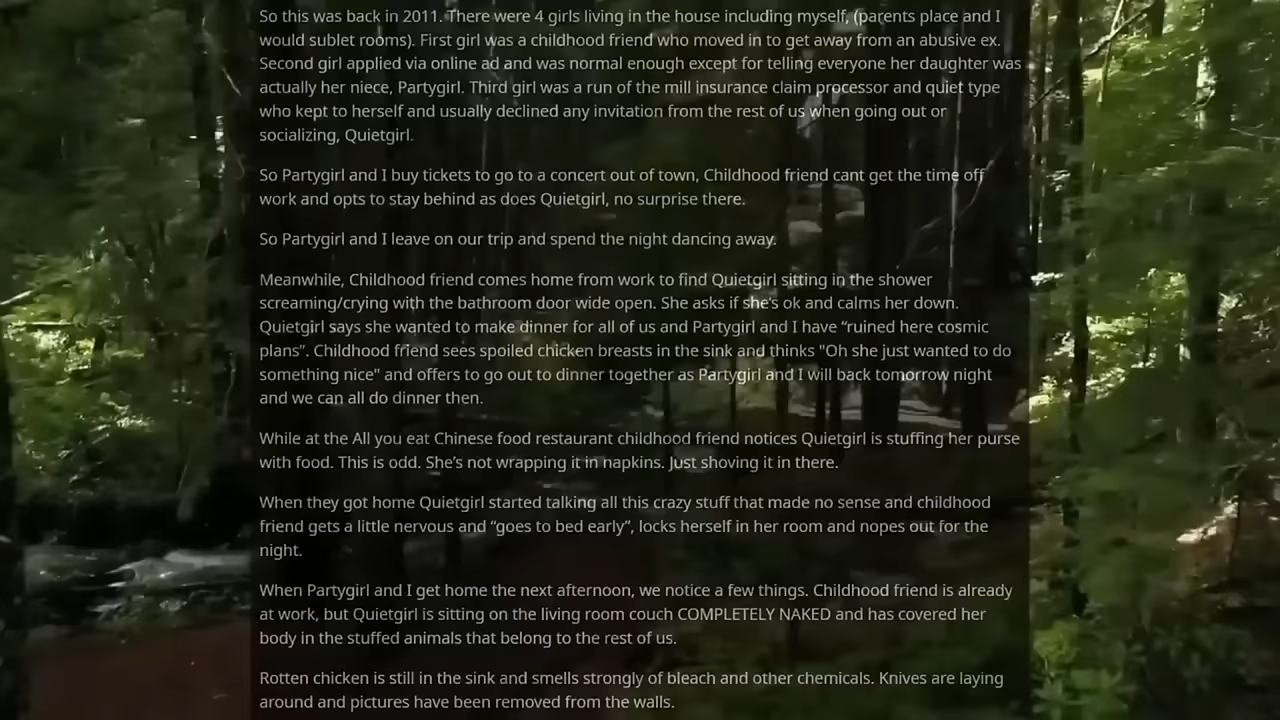 So this was back in 2011. There were 4 girls living in the house including myself, (parents place and I
would sublet rooms). First girl was a childhood friend who moved in to get away from an abusive ex.
Second girl applied via online ad and was normal enough except for telling everyone her daughter was
actually her niece, Partygirl. Third girl was a run of the mill insurance claim processor and quiet type
who kept to herself and usually declined any invitation from the rest of us when going out or
socializing, Quietgirl.
So Partygirl and I buy tickets to go to a concert out of town, Childhood friend cant get the time off
work and opts to stay behind as does Quietgirl, no surprise there.
So Partygirl and I leave on our trip and spend the night dancing away.
Meanwhile, Childhood friend comes home from work to find Quietgirl sitting in the shower
screaming/crying with the bathroom door wide open. She asks if she’s ok and calms her down.
Quietgirl says she wanted to make dinner for all of us and Partygirl and I have “ruined here cosmic
plans”. Childhood friend sees spoiled chicken breasts in the sink and thinks "Oh she just wanted to do
something nice" and offers to go out to dinner together as Partygirl and I will back tomorrow night
and we can all do dinner then.
While at the All you eat Chinese food restaurant childhood friend notices Quietgirl is stuffing her purse
with food. This is odd. She’s not wrapping it in napkins. Just shoving it in there.
When they got home Quietgirl started talking all this crazy stuff that made no sense and childhood
friend gets a little nervous and “goes to bed early”, locks herself in her room and nopes out for the
night.
When Partygirl and I get home the next afternoon, we notice a few things. Childhood friend is already
at work, but Quietgirl is sitting on the living room couch COMPLETELY NAKED and has covered her
body in the stuffed animals that belong to the rest of us.
Rotten chicken is still in the sink and smells strongly of bleach and other chemicals. Knives are laying
around and pictures have been removed from the walls.